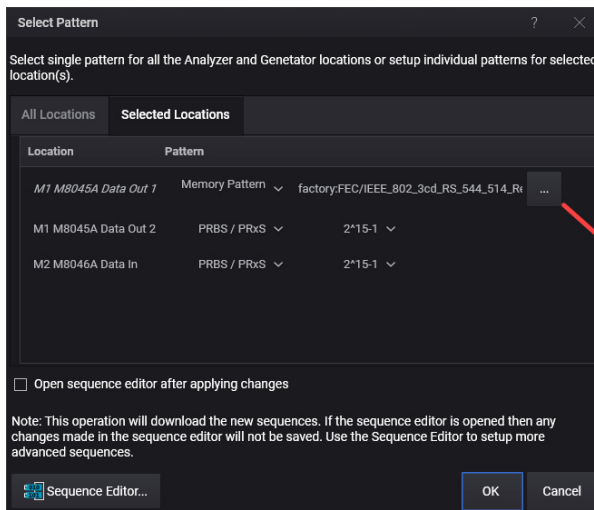 Select Pattern ?
Select single pattern for all the Analyzer and Genetator locations or setup individual patterns for selected
location(s).
All Locations Selected Locations
Location Pattern
M1 M8045A Data Out 1 Memory Pattern factory:FEC/IEEE_802_3cd_RS_544_514_Re ...
M1 M8045A Data Out 2 PRBS / PRxS 2^15-1
M2 M8046A Data In PRBS / PRxS 2^15-1
Open sequence editor after applying changes
Note: This operation will download the new sequences. If the sequence editor is opened then any
changes made in the sequence editor will not be saved. Use the Sequence Editor to setup more
advanced sequences.
Sequence Editor... OK Cancel